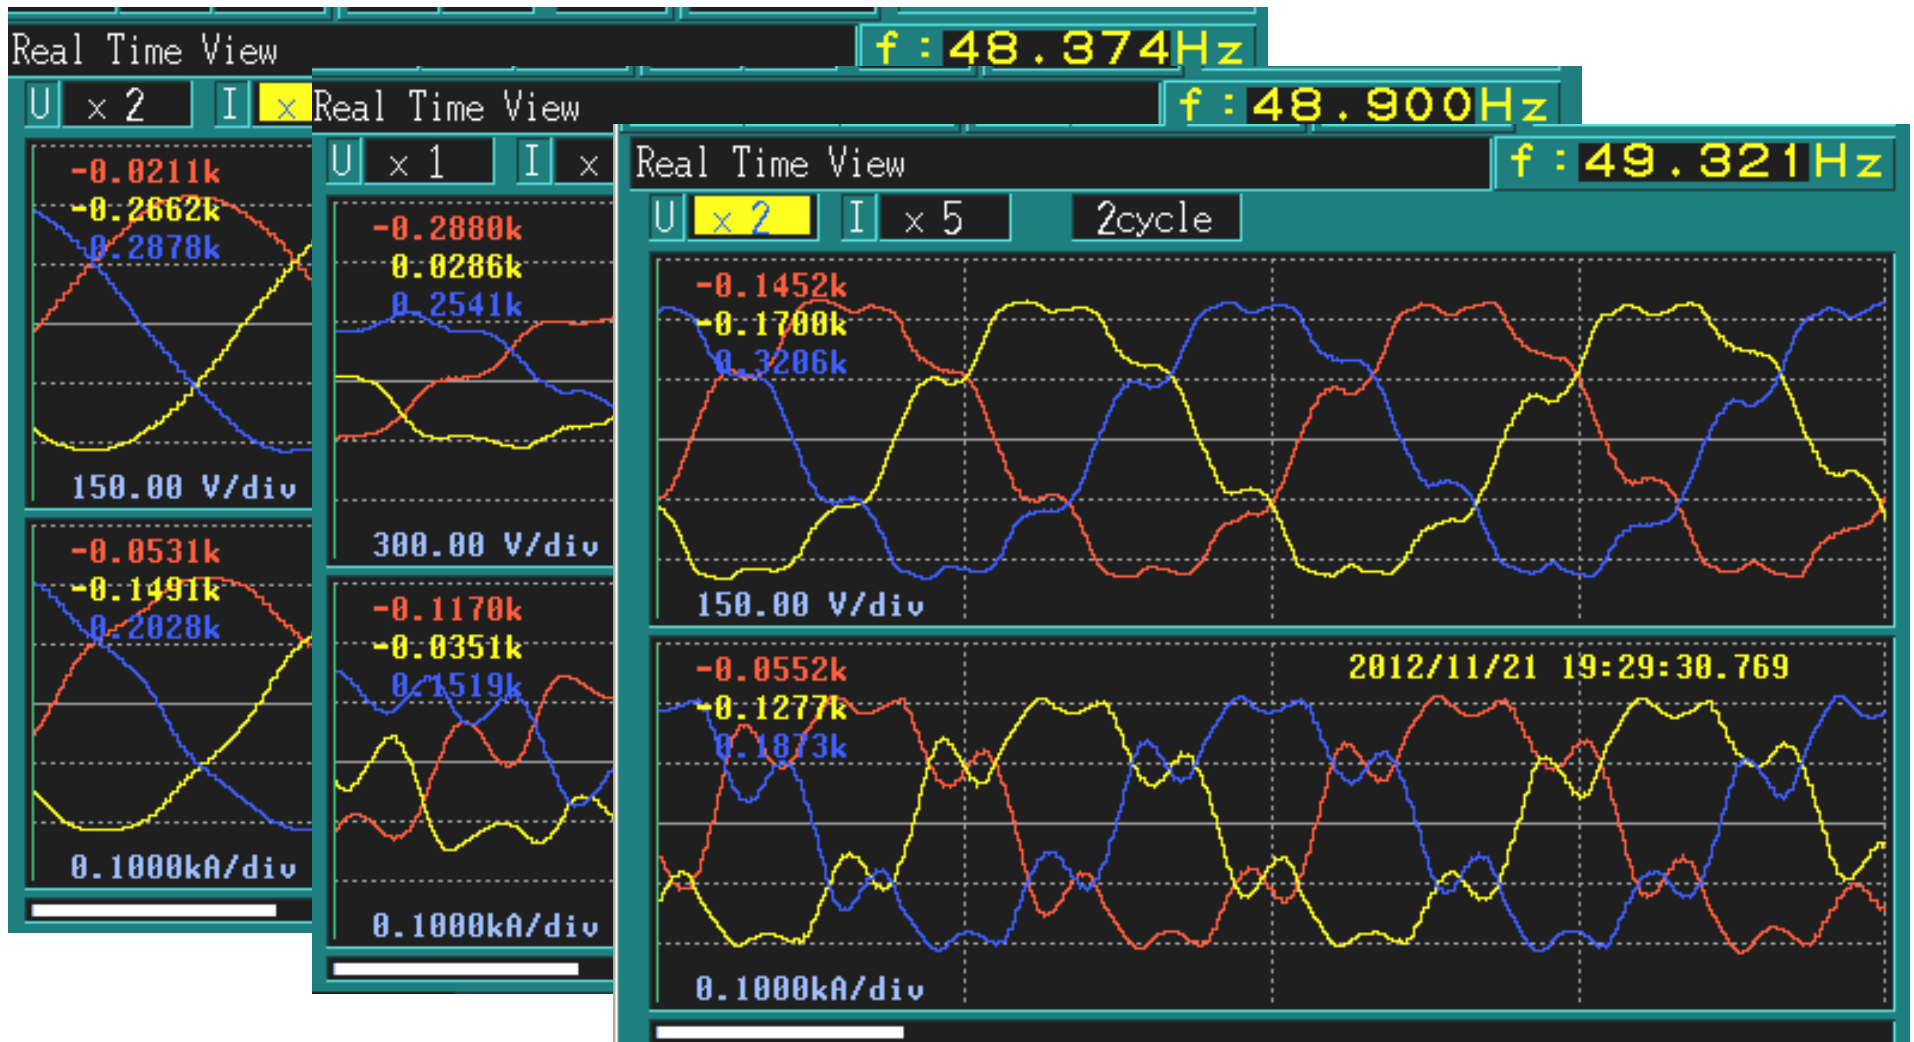 Real Time View f:48.374Hz
U x 2 I x
-0.0211k
-0.2662k
0.2878k
150.00 V/div
-0.0531k
-0.1491k
0.2028k
0.1000kA/div
Real Time View f:48.900Hz
U x 1 I x
-0.2880k
0.0286k
0.2541k
300.00 V/div
-0.1170k
-0.0351k
0.1519k
0.1000kA/div
Real Time View f:49.321Hz
U x 2 I x 5 2cycle
-0.1452k
-0.1700k
0.3206k
150.00 V/div
-0.0552k 2012/11/21 19:29:30.769
-0.1277k
0.1873k
0.1000kA/div